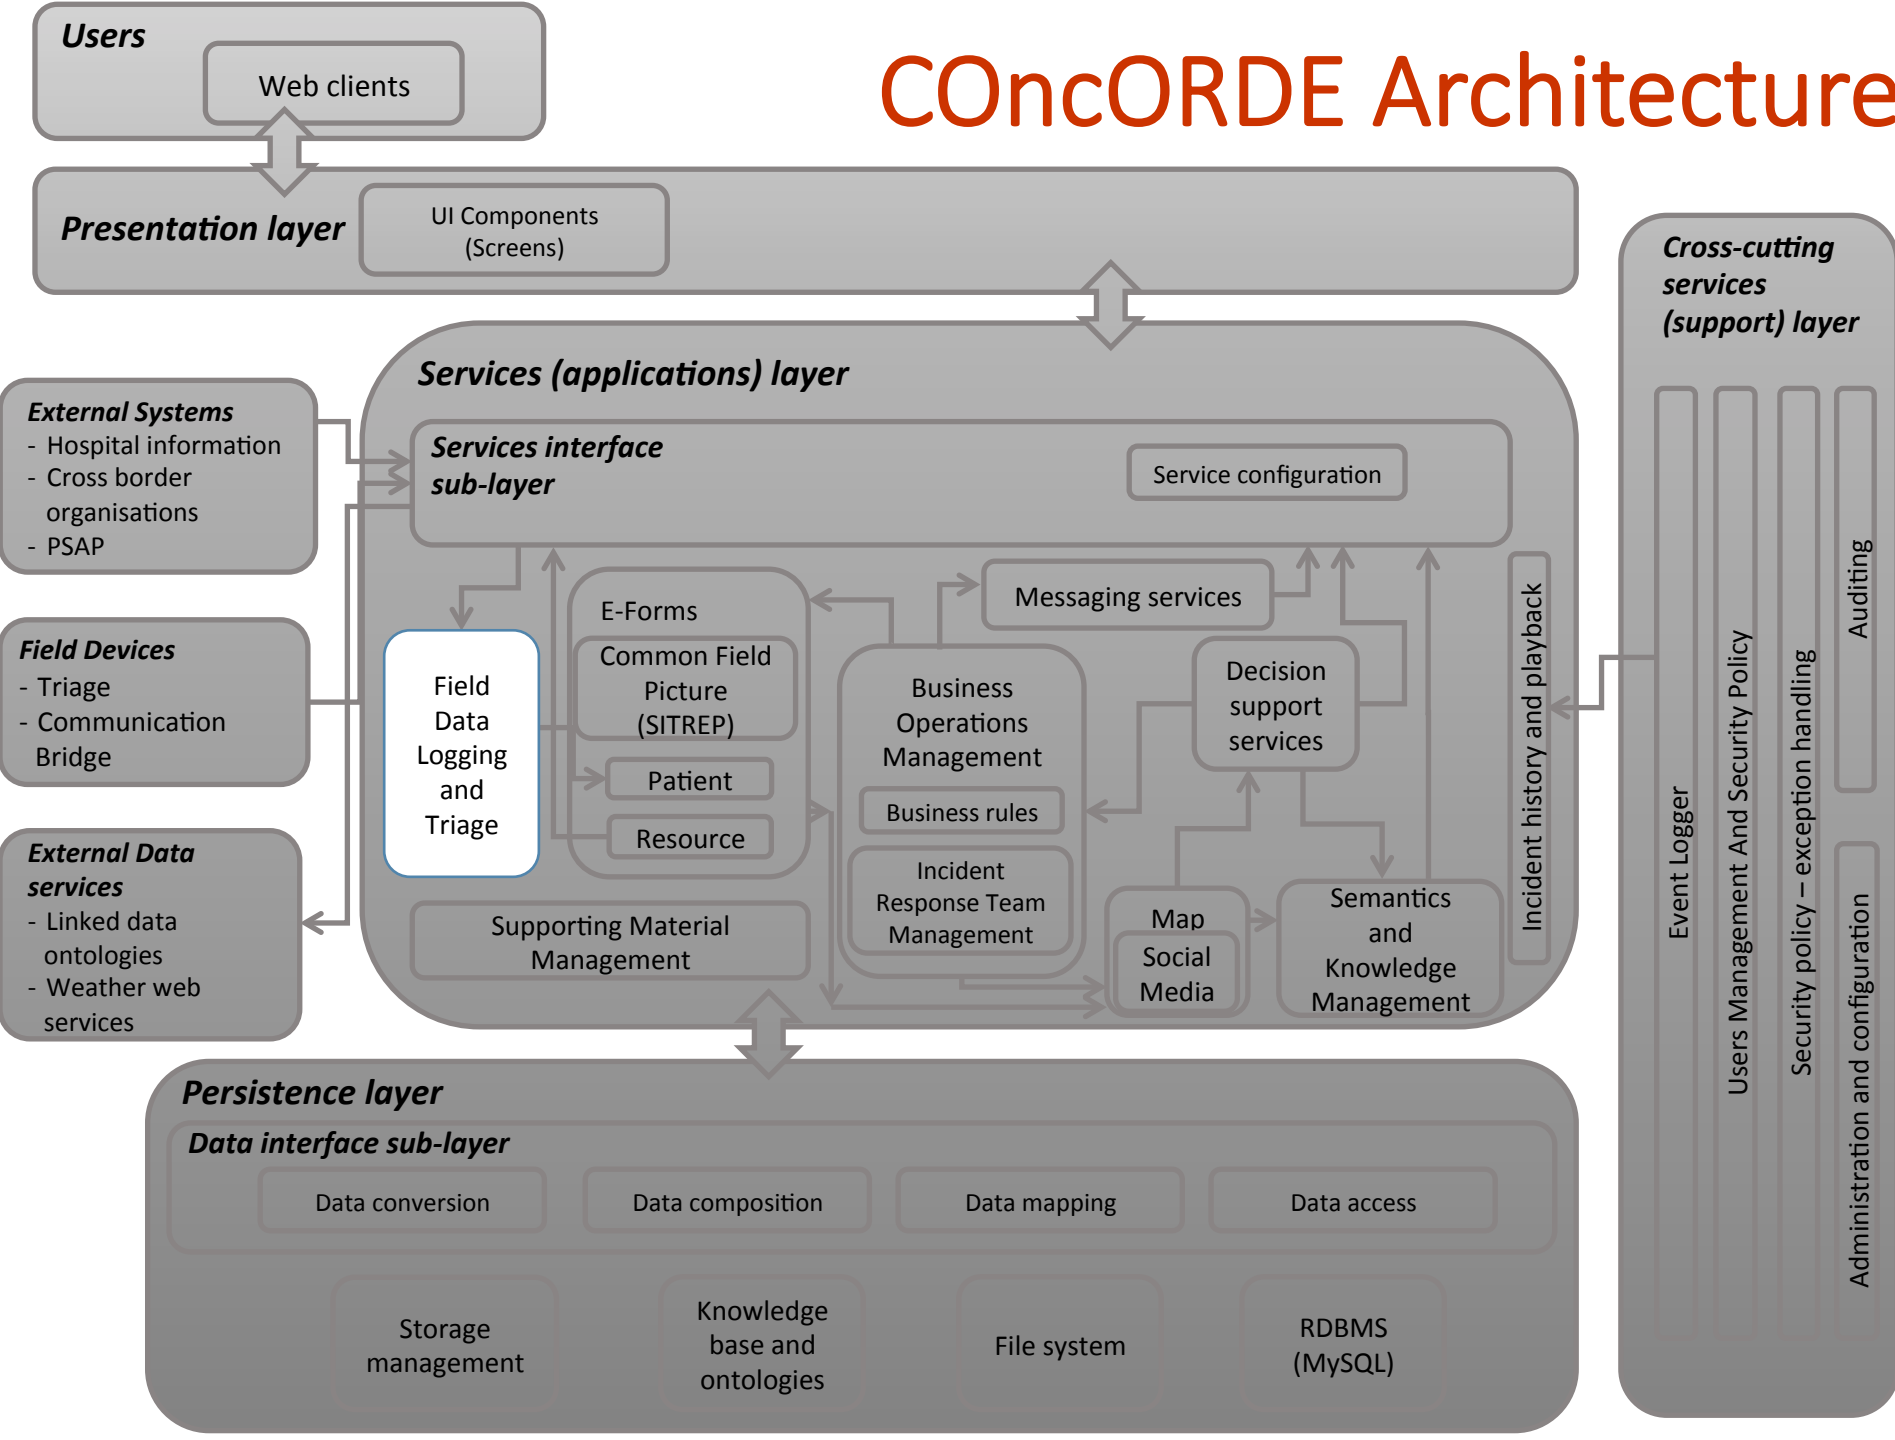 Users
Web clients
COncORDE Architecture
Presentation layer
UI Components
(Screens)
Cross-cutting
services
(support) layer
Services (applications) layer
External Systems
- Hospital information
- Cross border
organisations
- PSAP
Services interface
sub-layer
Service configuration
Field Devices
- Triage
- Communication
Bridge
External Data
services
- Linked data
ontologies
- Weather web
services
Field
Data
Logging
and
Triage
E-Forms
Common Field
Picture
(SITREP)
Patient
Resource
Supporting Material
Management
Messaging services
Business
Operations
Management
Business rules
Incident
Response Team
Management
Decision
support
services
Map
Social
Media
Semantics
and
Knowledge
Management
Incident history and playback
Event Logger
Users Management And Security Policy
Security policy – exception handling
Auditing
Administration and configuration
Persistence layer
Data interface sub-layer
Data conversion
Data composition
Data mapping
Data access
Storage
management
Knowledge
base and
ontologies
File system
RDBMS
(MySQL)